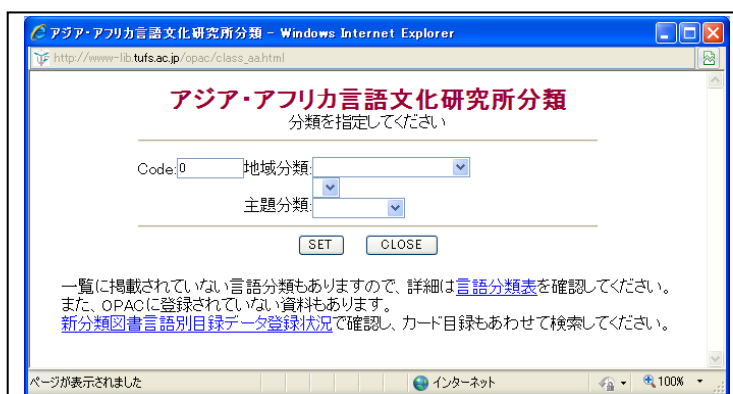 アジア・アフリカ言語文化研究所分類 - Windows Internet Explorer
http://www-lib.tufs.ac.jp/opac/class_aa.html
アジア・アフリカ言語文化研究所分類
分類を指定してください
Code:0 地域分類:
主題分類:
SET CLOSE
一覧に掲載されていない言語分類もありますので、詳細は言語分類表を確認してください。
また、OPACに登録されていない資料もあります。
新分類図書言語別目録データ登録状況で確認し、カード目録もあわせて検索してください。
ページが表示されました インターネット 100%